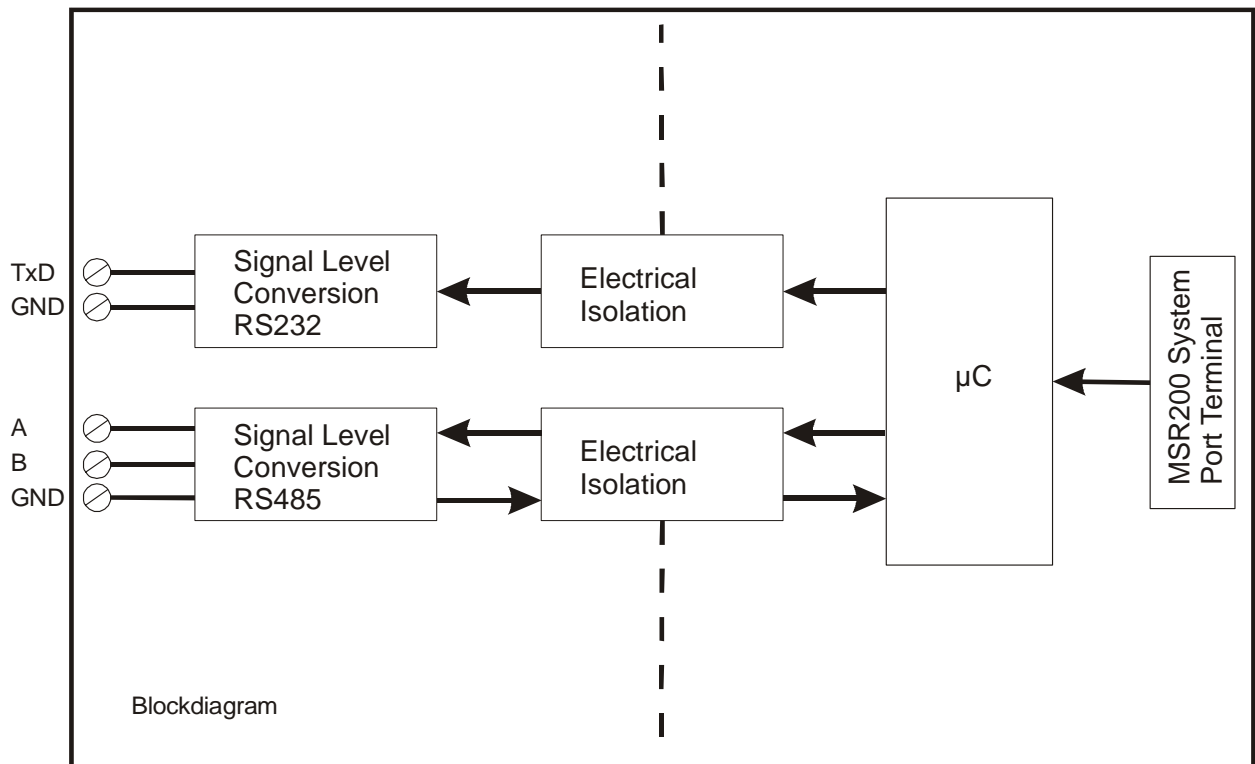 TxD
GND
Signal Level
Conversion
RS232
Electrical
Isolation
µC
MSR200 System
Port Terminal
A
B
GND
Signal Level
Conversion
RS485
Electrical
Isolation
Blockdiagram